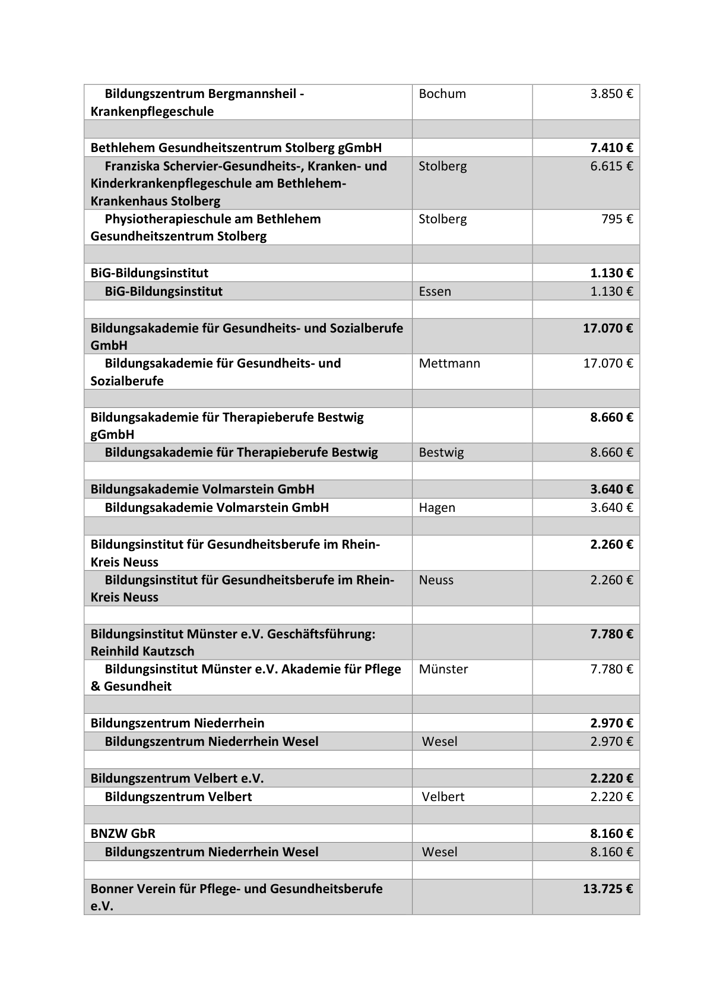 Bildungszentrum Bergmannsheil - Bochum 3.850 €
Krankenpflegeschule
Bethlehem Gesundheitszentrum Stolberg gGmbH 7.410 €
Franziska Schervier-Gesundheits-, Kranken- und Stolberg 6.615 €
Kinderkrankenpflegeschule am Bethlehem-
Krankenhaus Stolberg
Physiotherapieschule am Bethlehem Stolberg 795 €
Gesundheitszentrum Stolberg
BiG-Bildungsinstitut 1.130 €
BiG-Bildungsinstitut Essen 1.130 €
Bildungsakademie für Gesundheits- und Sozialberufe 17.070 €
GmbH
Bildungsakademie für Gesundheits- und Mettmann 17.070 €
Sozialberufe
Bildungsakademie für Therapieberufe Bestwig 8.660 €
gGmbH
Bildungsakademie für Therapieberufe Bestwig Bestwig 8.660 €
Bildungsakademie Volmarstein GmbH 3.640 €
Bildungsakademie Volmarstein GmbH Hagen 3.640 €
Bildungsinstitut für Gesundheitsberufe im Rhein- 2.260 €
Kreis Neuss
Bildungsinstitut für Gesundheitsberufe im Rhein- Neuss 2.260 €
Kreis Neuss
Bildungsinstitut Münster e.V. Geschäftsführung: 7.780 €
Reinhild Kautzsch
Bildungsinstitut Münster e.V. Akademie für Pflege Münster 7.780 €
& Gesundheit
Bildungszentrum Niederrhein 2.970 €
Bildungszentrum Niederrhein Wesel Wesel 2.970 €
Bildungszentrum Velbert e.V. 2.220 €
Bildungszentrum Velbert Velbert 2.220 €
BNZW GbR 8.160 €
Bildungszentrum Niederrhein Wesel Wesel 8.160 €
Bonner Verein für Pflege- und Gesundheitsberufe 13.725 €
e.V.